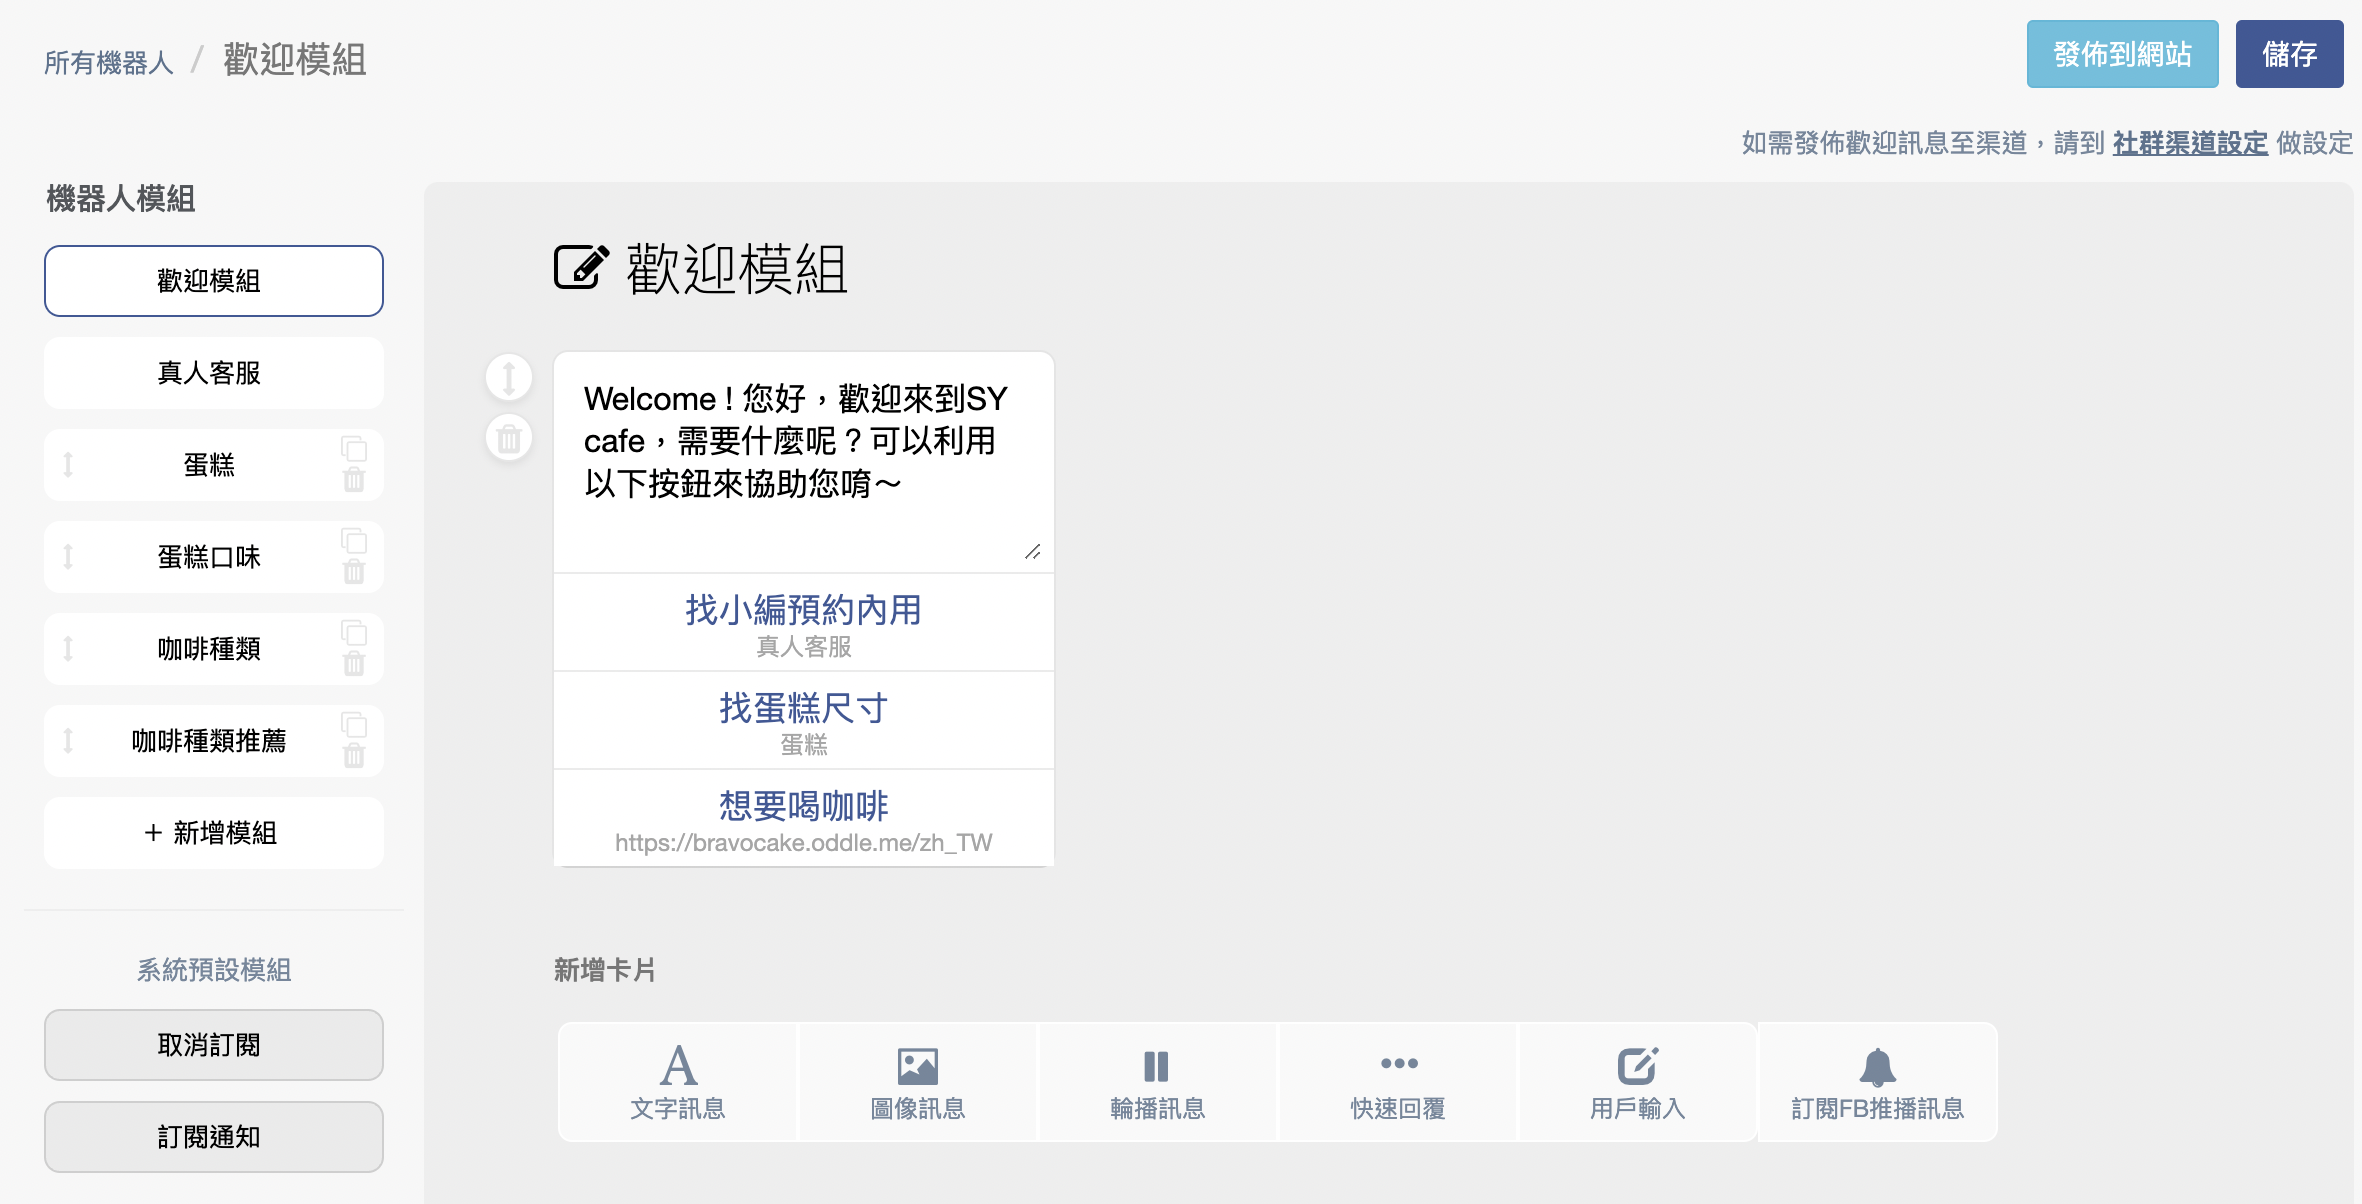 所有機器人 / 歡迎模組
發佈到網站
儲存
如需發佈歡迎訊息至渠道，請到 社群渠道設定 做設定
機器人模組
歡迎模組
真人客服
蛋糕
蛋糕口味
咖啡種類
咖啡種類推薦
+ 新增模組
系統預設模組
取消訂閱
訂閱通知
歡迎模組
Welcome！您好，歡迎來到SY
cafe，需要什麼呢？可以利用
以下按鈕來協助您唷～
找小編預約內用
真人客服
找蛋糕尺寸
蛋糕
想要喝咖啡
https://bravocake.oddle.me/zh_TW
新增卡片
文字訊息
圖像訊息
輪播訊息
快速回覆
用戶輸入
訂閱FB推播訊息